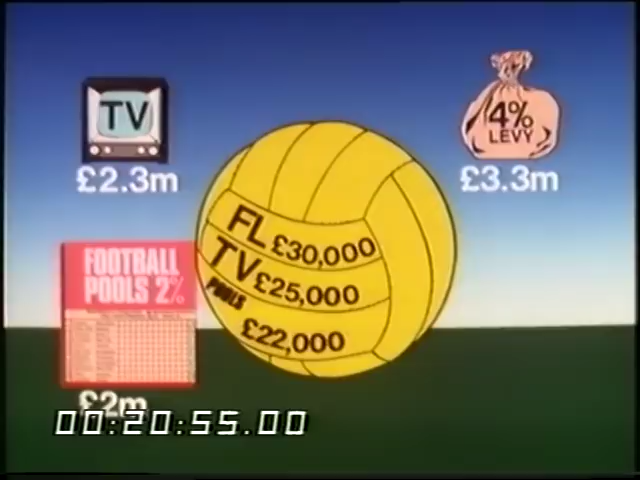 TV
£2.3m
4%
LEVY
£3.3m
FL £30,000
TV £25,000
POOLS
£22,000
FOOTBALL
POOLS 2%
£2m
00:20:55.00